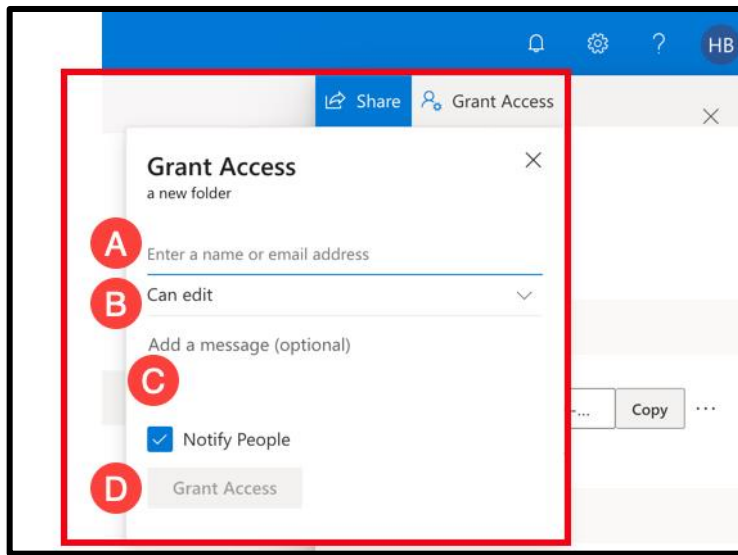 HB
Share Grant Access
Grant Access
a new folder
A Enter a name or email address
B Can edit
Add a message (optional)
C
-... Copy ...
Notify People
D Grant Access